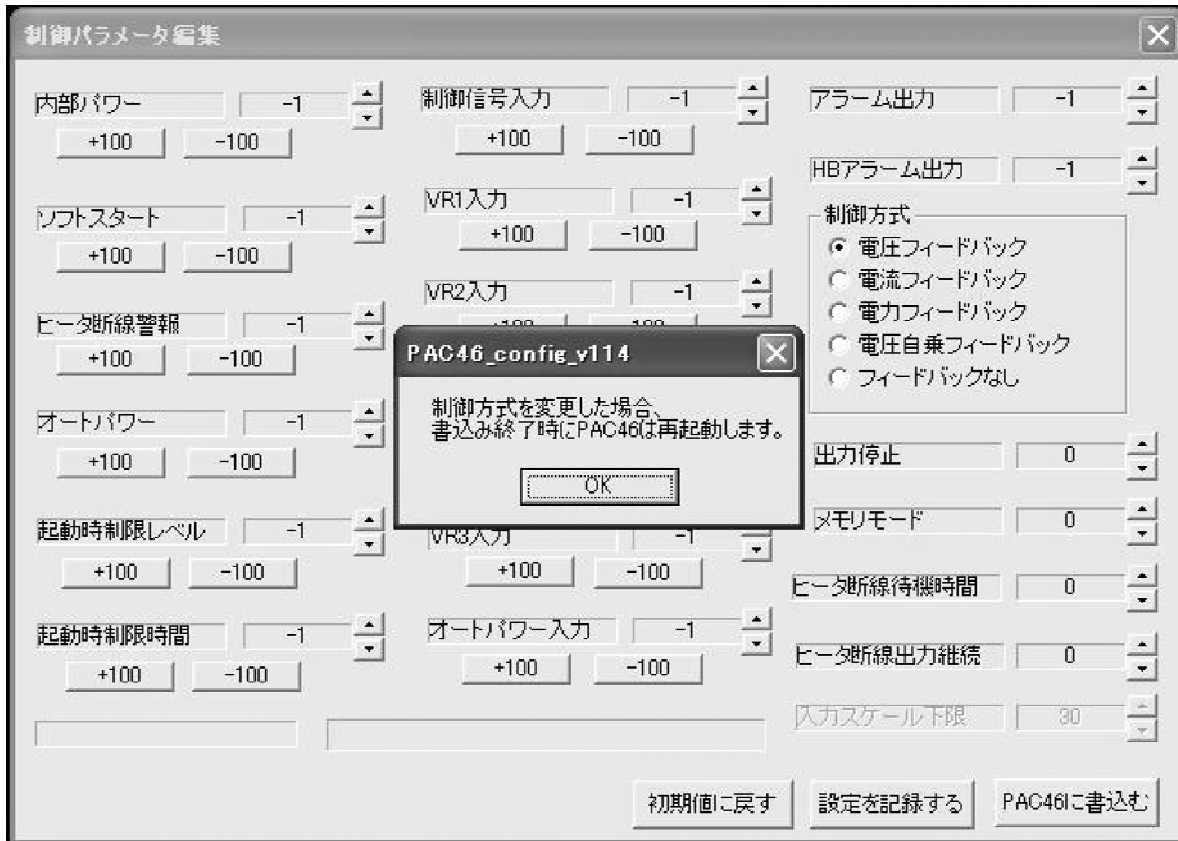 制御パラメータ編集
内部パワー -1
+100 -100
ソフトスタート -1
+100 -100
ヒータ断線警報 -1
+100 -100
オートパワー -1
+100 -100
起動時制限レベル -1
+100 -100
起動時制限時間 -1
+100 -100
制御信号入力 -1
+100 -100
VR1入力 -1
+100 -100
VR2入力 -1
PAC46_config_v114
制御方式を変更した場合、
書込み終了時にPAC46は再起動します。
OK
VR3入力 -1
+100 -100
オートパワー入力 -1
+100 -100
アラーム出力 -1
HBアラーム出力 -1
制御方式
電圧フィードバック
電流フィードバック
電力フィードバック
電圧自乗フィードバック
フィードバックなし
出力停止 0
メモリモード 0
ヒータ断線待機時間 0
ヒータ断線出力継続 0
入力スケール下限 30
初期値に戻す 設定を記録する PAC46に書込む